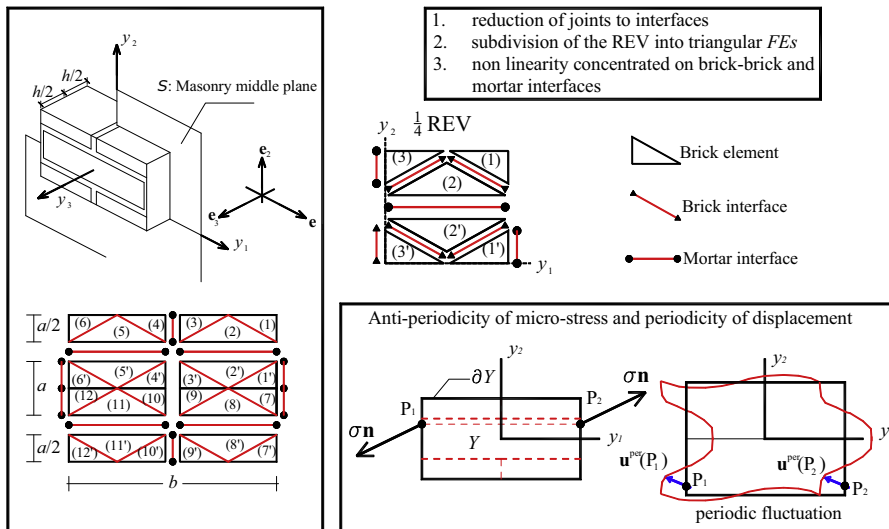 y2
h/2
h/2
S: Masonry middle plane
e2
y3
e3
e
y1
a/2
(6)
(5)
(4)
(3)
(2)
(1)
a
(6')
(5')
(4')
(3')
(2')
(1')
(12)
(11)
(10)
(9)
(8)
(7)
a/2
(12')
(11')
(10')
(9')
(8')
(7')
b
1. reduction of joints to interfaces
2. subdivision of the REV into triangular FEs
3. non linearity concentrated on brick-brick and
mortar interfaces
y2
1/4 REV
(3)
(1)
(2)
(2')
(3')
(1')
y1
Brick element
Brick interface
Mortar interface
Anti-periodicity of micro-stress and periodicity of displacement
y2
∂Y
P1
P2
σn
σn
Y
y1
y2
y
u^per(P1)
P1
u^per(P2)
P2
periodic fluctuation